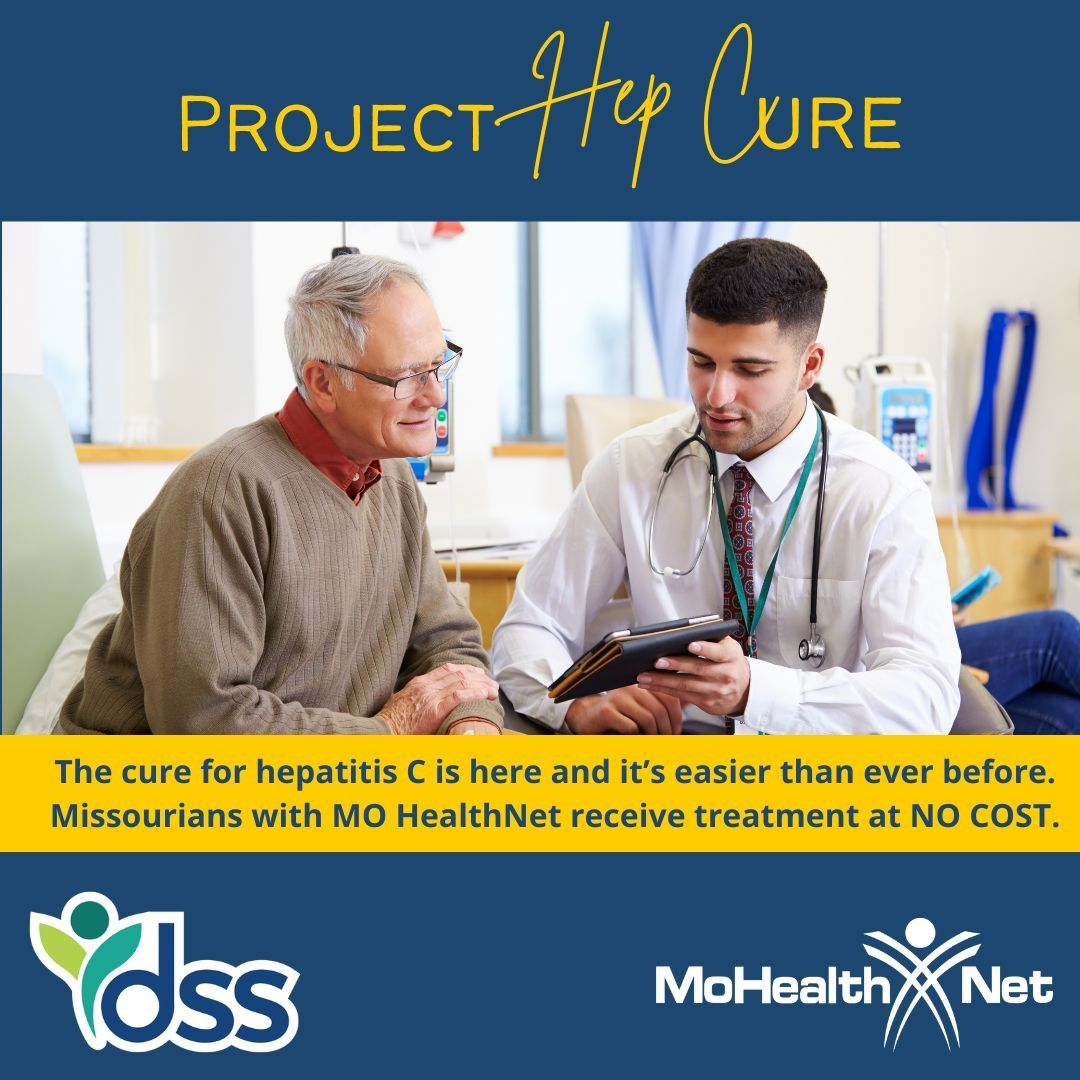 PROJECT Hep CURE
The cure for hepatitis C is here and it’s easier than ever before.
Missourians with MO HealthNet receive treatment at NO COST.
dss
MoHealthNet